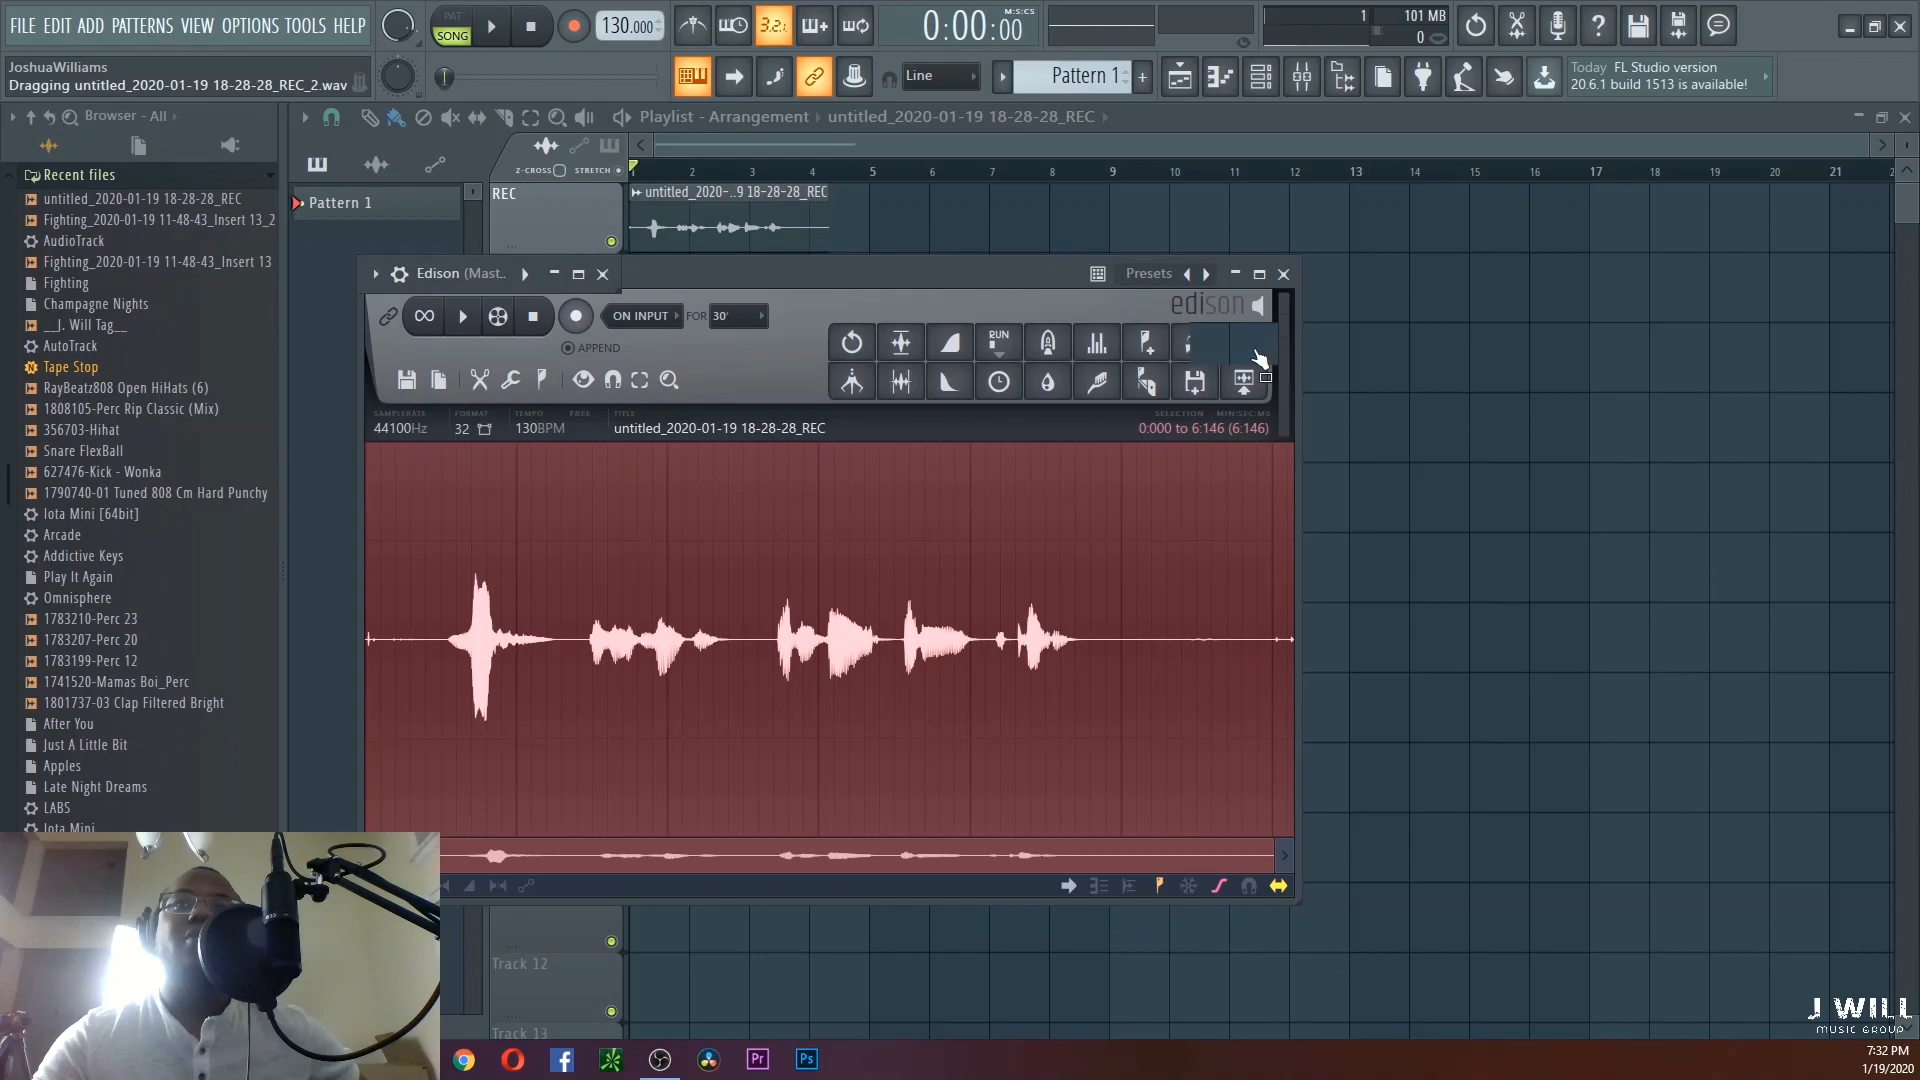 FILE EDIT ADD PATTERNS VIEW OPTIONS TOOLS HELP
PAT
SONG
130.000
3.2.
0:00:00
M:S:CS
1
101 MB
0
JoshuaWilliams
Dragging untitled_2020-01-19 18-28-28_REC_2.wav
Line
Pattern 1
Today FL Studio version
20.6.1 build 1513 is available!
Browser - All
Playlist - Arrangement
untitled_2020-01-19 18-28-28_REC
Z-CROSS
STRETCH
2 3 4 5 6 7 8 9 10 11 12 13 14 15 16 17 18 19 20 21
Recent files
untitled_2020-01-19 18-28-28_REC
Fighting_2020-01-19 11-48-43_Insert 13_2
AudioTrack
Fighting_2020-01-19 11-48-43_Insert 13
Fighting
Champagne Nights
__J. Will Tag__
AutoTrack
Tape Stop
RayBeatz808 Open HiHats (6)
1808105-Perc Rip Classic (Mix)
356703-Hihat
Snare FlexBall
627476-Kick - Wonka
1790740-01 Tuned 808 Cm Hard Punchy
Iota Mini [64bit]
Arcade
Addictive Keys
Play It Again
Omnisphere
1783210-Perc 23
1783207-Perc 20
1783199-Perc 12
1741520-Mamas Boi_Perc
1801737-03 Clap Filtered Bright
After You
Just A Little Bit
Apples
Late Night Dreams
LABS
Iota Mini
Pattern 1
REC
untitled_2020-..9 18-28-28_REC
Edison (Mast..
Presets
edison
ON INPUT
FOR
30'
APPEND
RUN
SAMPLERATE
44100Hz
FORMAT
32
TEMPO
130BPM
FREE
TITLE
untitled_2020-01-19 18-28-28_REC
SELECTION
MIN:SEC:MS
0:000 to 6:146 (6:146)
Track 12
Track 13
J WILL
MUSIC GROUP
Pr
Ps
7:32 PM
1/19/2020